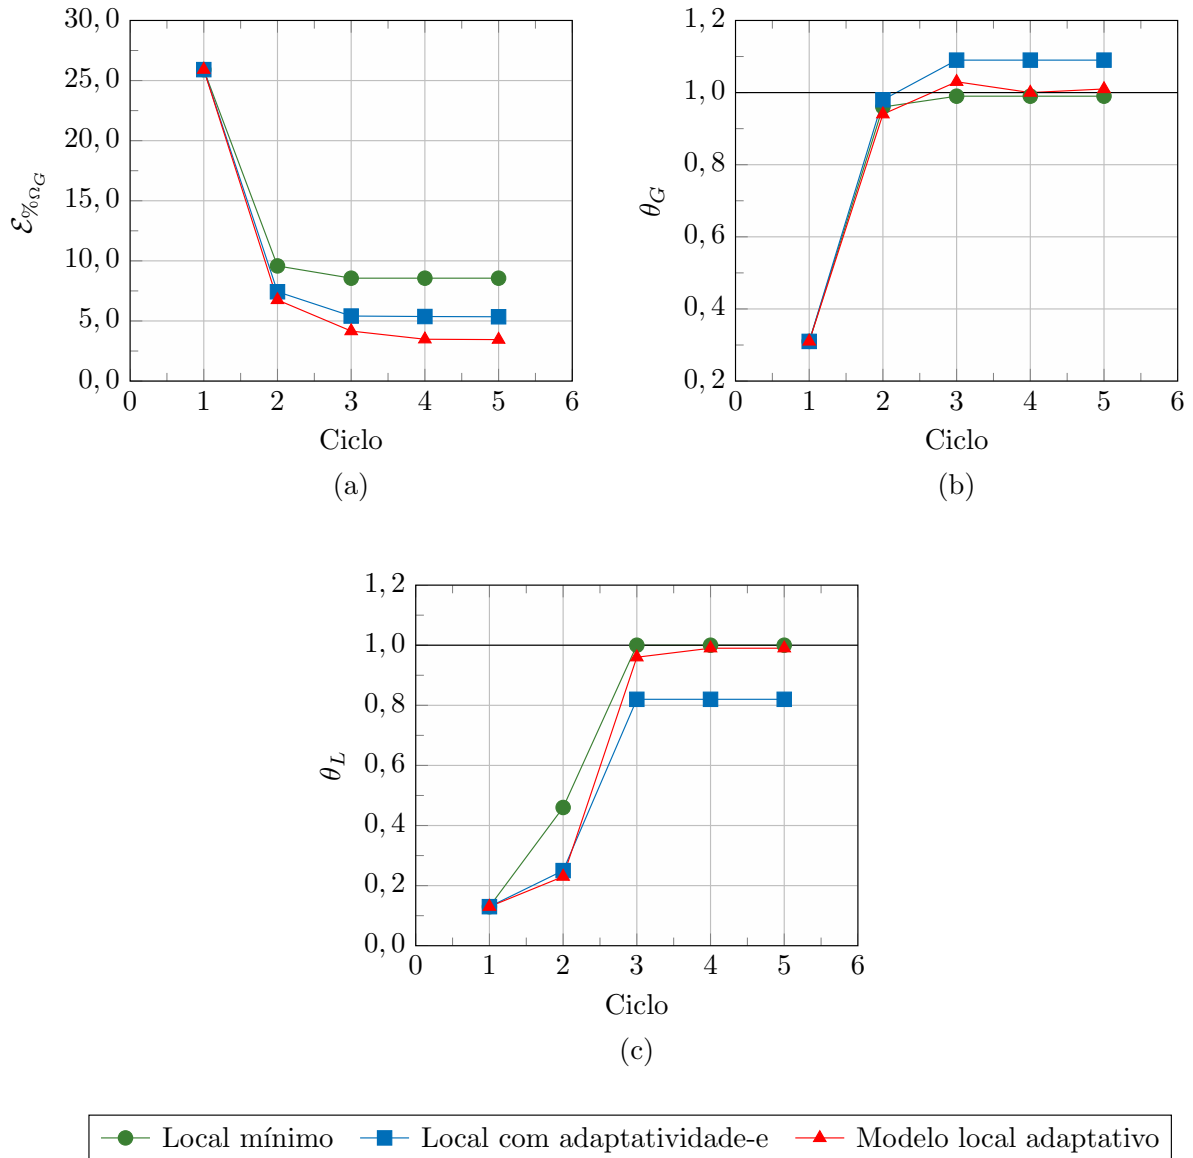 30,0
25,0
20,0
15,0
10,0
5,0
0,0
0 1 2 3 4 5 6
ℰ%Ω_G
Ciclo
(a)
1,2
1,0
0,8
0,6
0,4
0,2
0 1 2 3 4 5 6
θ_G
Ciclo
(b)
1,2
1,0
0,8
0,6
0,4
0,2
0,0
0 1 2 3 4 5 6
θ_L
Ciclo
(c)
Local mínimo Local com adaptatividade-e Modelo local adaptativo